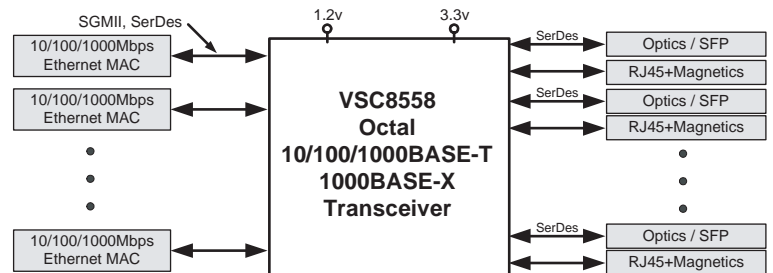 SGMII, SerDes
1.2v
3.3v
10/100/1000Mbps
Ethernet MAC
10/100/1000Mbps
Ethernet MAC
10/100/1000Mbps
Ethernet MAC
VSC8558
Octal
10/100/1000BASE-T
1000BASE-X
Transceiver
SerDes
Optics / SFP
RJ45+Magnetics
SerDes
Optics / SFP
RJ45+Magnetics
SerDes
Optics / SFP
RJ45+Magnetics